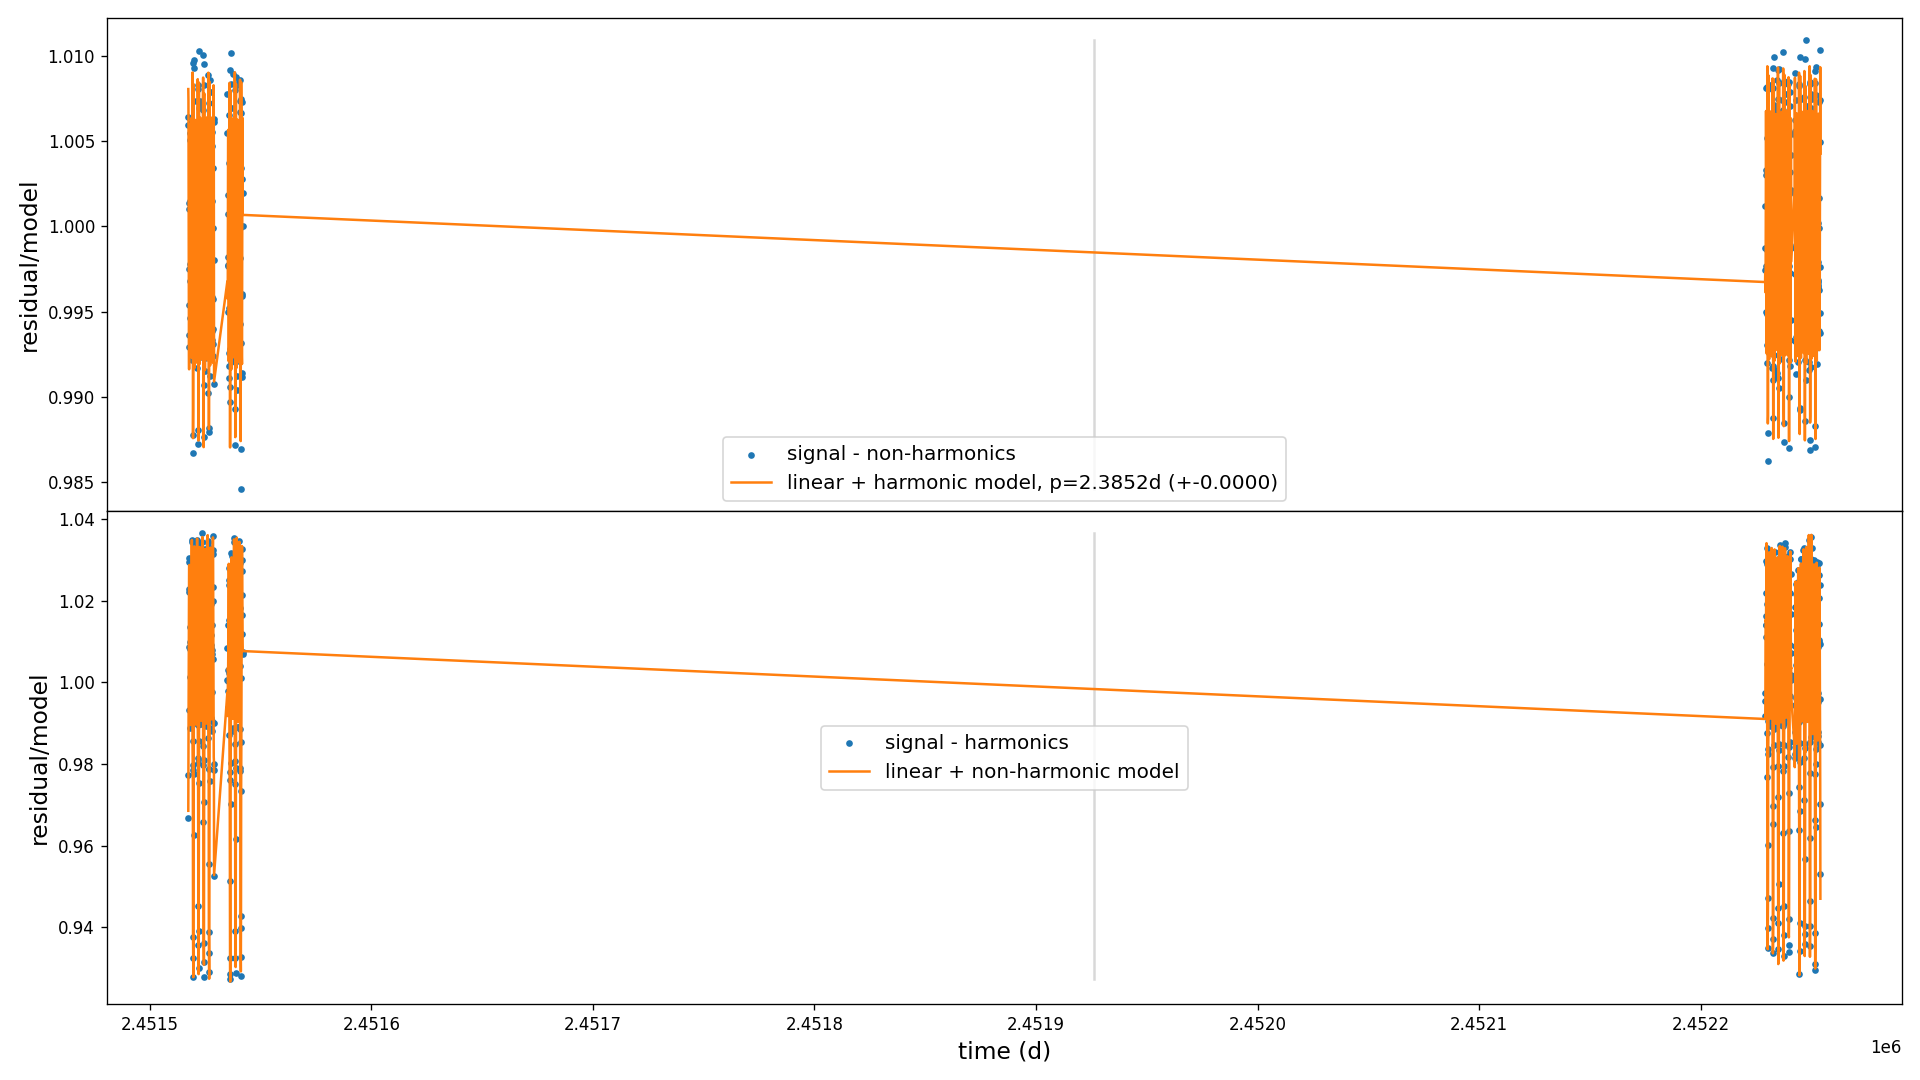 1.010
1.005
1.000
0.995
0.990
0.985
residual/model
signal - non-harmonics
linear + harmonic model, p=2.3852d (+-0.0000)
1.04
1.02
1.00
0.98
0.96
0.94
residual/model
signal - harmonics
linear + non-harmonic model
2.4515 2.4516 2.4517 2.4518 2.4519 2.4520 2.4521 2.4522
1e6
time (d)